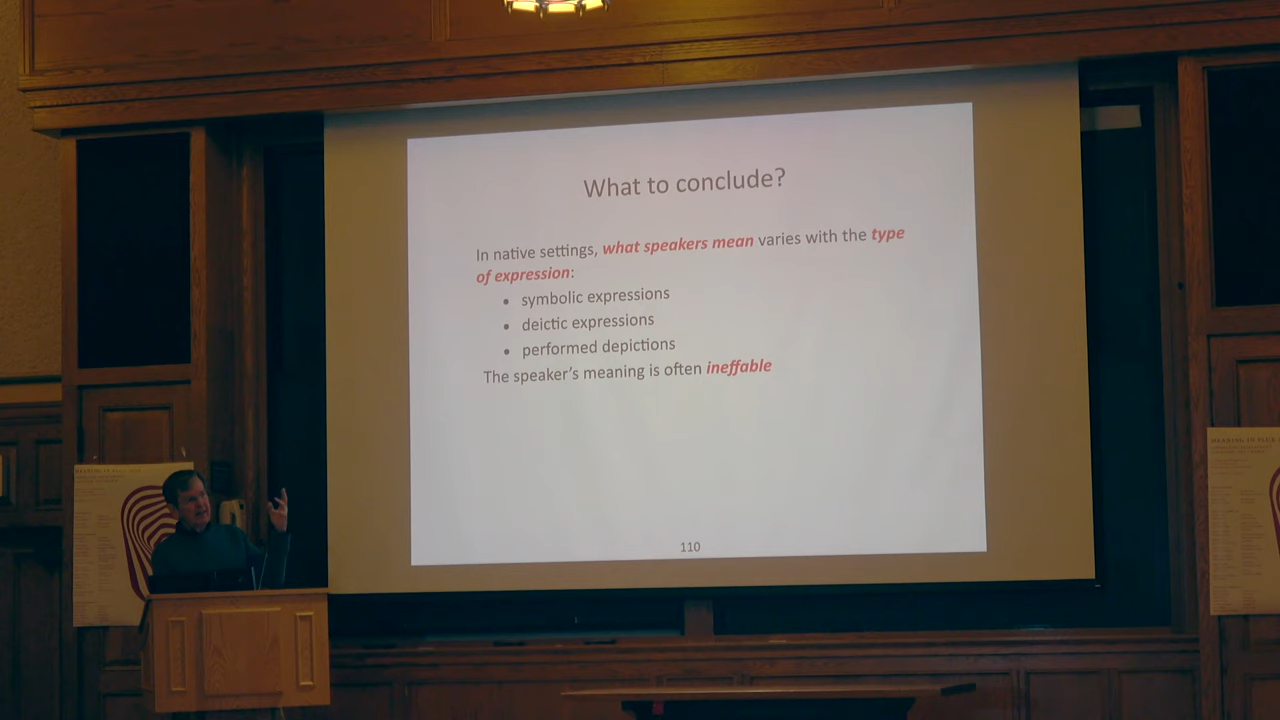 What to conclude?
In native settings, what speakers mean varies with the type
of expression:
• symbolic expressions
• deictic expressions
• performed depictions
The speaker's meaning is often ineffable
110